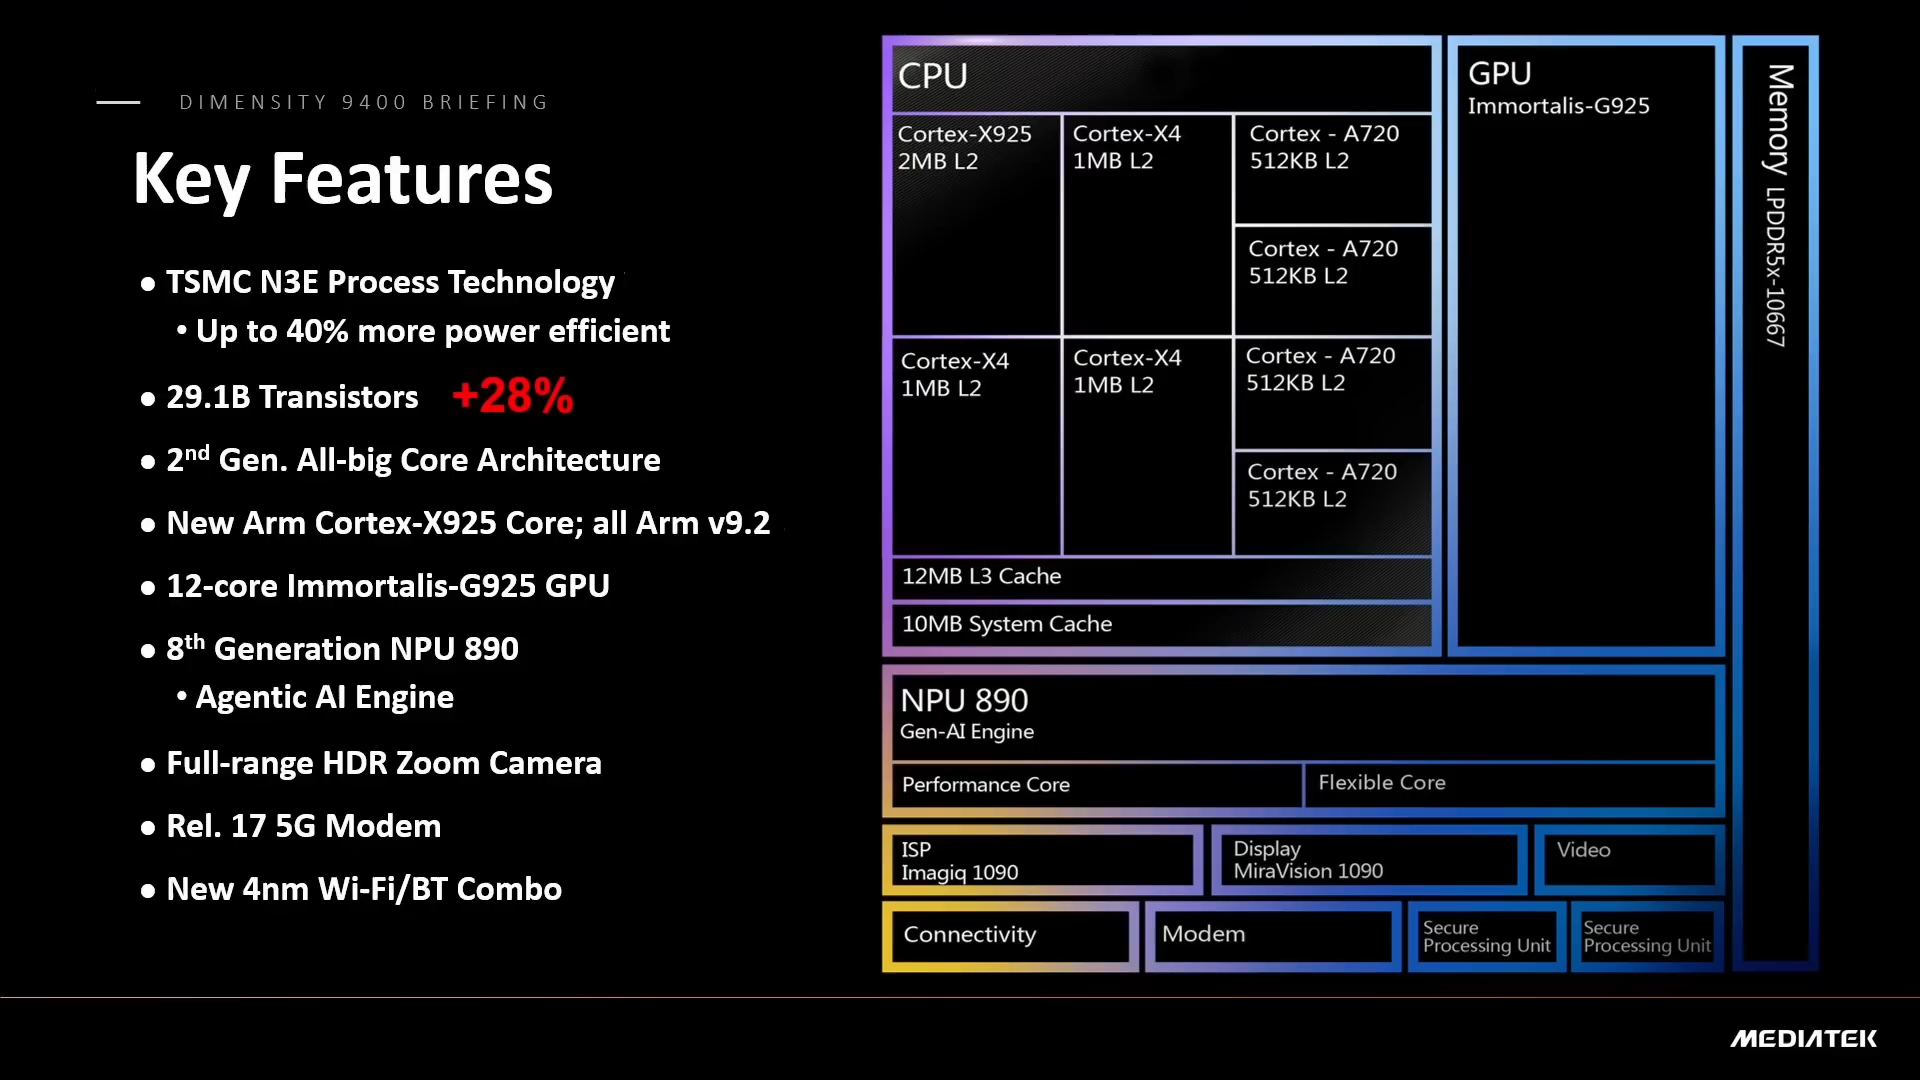 DIMENSITY 9400 BRIEFING
Key Features
● TSMC N3E Process Technology
• Up to 40% more power efficient
● 29.1B Transistors +28%
● 2nd Gen. All-big Core Architecture
● New Arm Cortex-X925 Core; all Arm v9.2
● 12-core Immortalis-G925 GPU
● 8th Generation NPU 890
• Agentic AI Engine
● Full-range HDR Zoom Camera
● Rel. 17 5G Modem
● New 4nm Wi-Fi/BT Combo
CPU
Cortex-X925
2MB L2
Cortex-X4
1MB L2
Cortex - A720
512KB L2
Cortex - A720
512KB L2
Cortex-X4
1MB L2
Cortex-X4
1MB L2
Cortex - A720
512KB L2
Cortex - A720
512KB L2
12MB L3 Cache
10MB System Cache
GPU
Immortalis-G925
Memory LPDDR5x-10667
NPU 890
Gen-AI Engine
Performance Core
Flexible Core
ISP
Imagiq 1090
Display
MiraVision 1090
Video
Connectivity
Modem
Secure
Processing Unit
Secure
Processing Unit
MEDIATEK